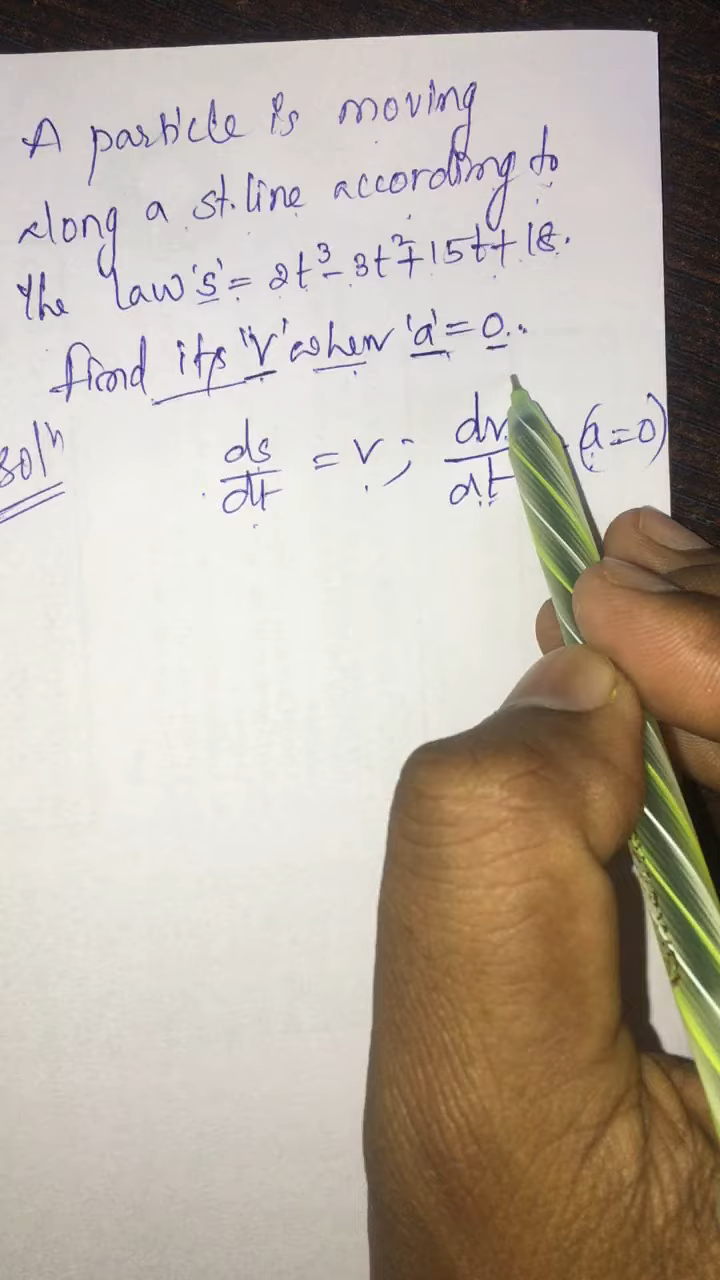 A particle is moving
along a st.line according to
the law 's' = 2t³-3t²+15t+18.
find its 'v' when 'a' = 0..
Solⁿ ds/dt = v; dv/dt (a=0)